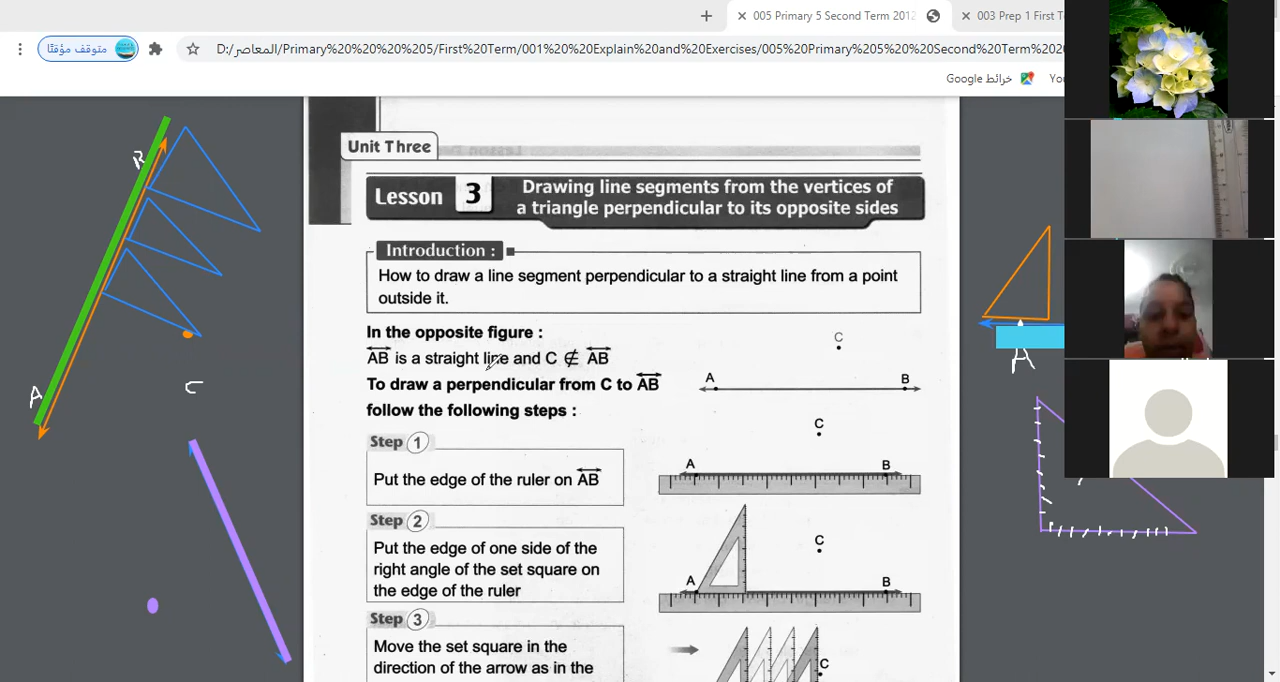 005 Primary 5 Second Term 2012
003 Prep 1 First T
متوقف مؤقتًا
D:/المعاصر/Primary%20%20%20%205/First%20Term/001%20%20Explain%20and%20Exercises/005%20Primary%205%20%20Second%20Term%20
خرائط Google
You
Unit Three
Lesson 3
Drawing line segments from the vertices of
a triangle perpendicular to its opposite sides
Introduction :
How to draw a line segment perpendicular to a straight line from a point
outside it.
In the opposite figure :
AB is a straight line and C ∉ AB
To draw a perpendicular from C to AB
follow the following steps :
C
A B
Step 1
Put the edge of the ruler on AB
C
A B
Step 2
Put the edge of one side of the
right angle of the set square on
the edge of the ruler
C
A B
Step 3
Move the set square in the
direction of the arrow as in the
C
B
A
C
A